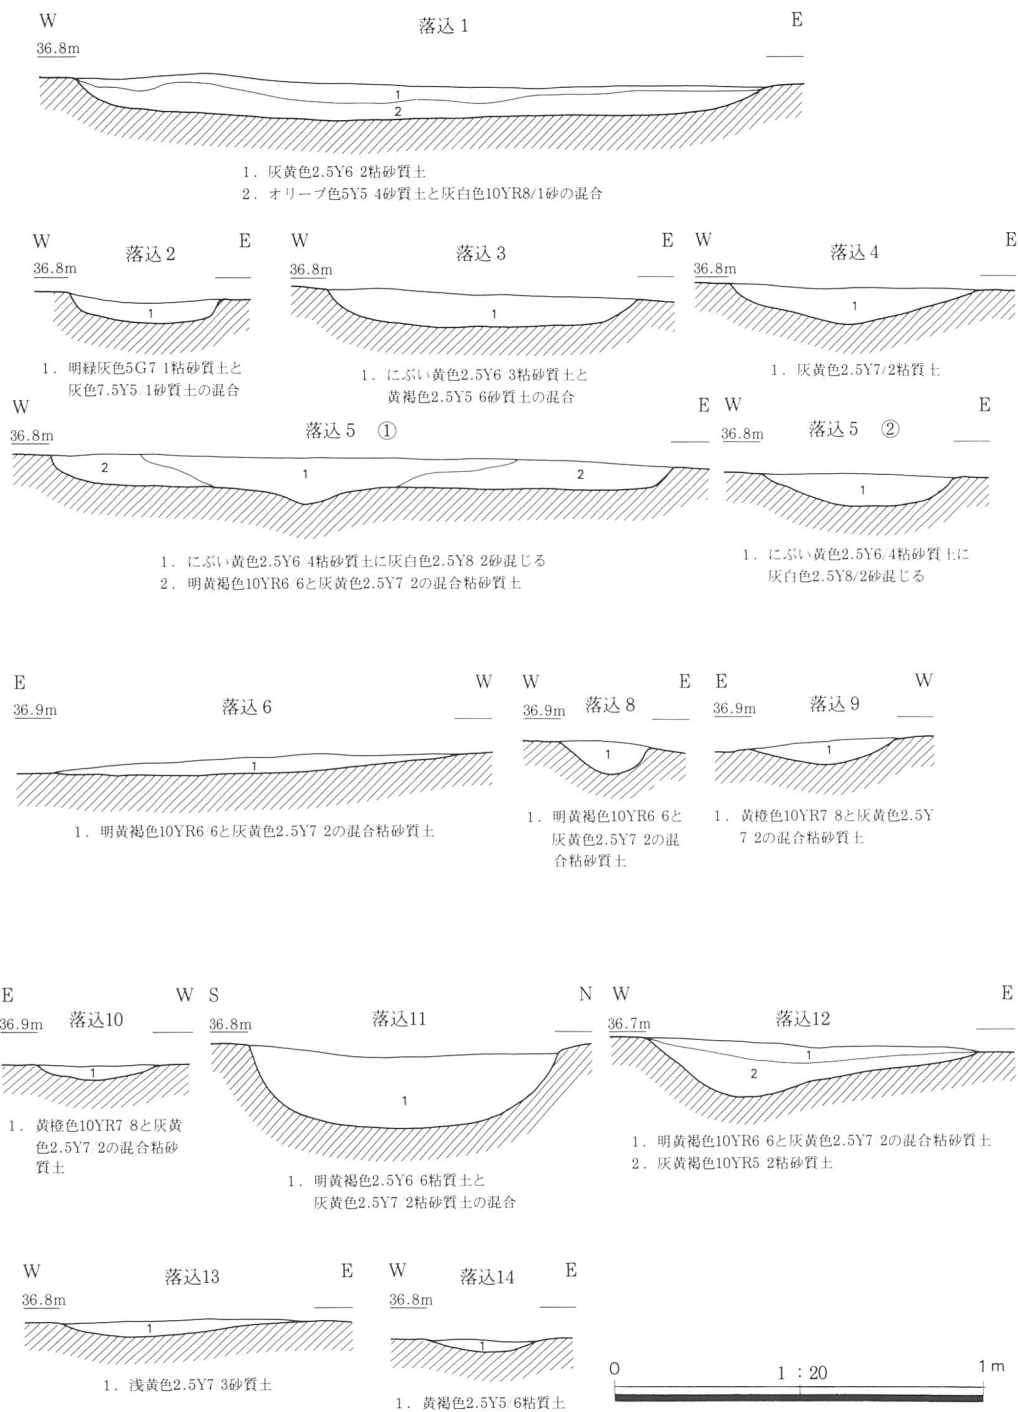 W 落込1 E
36.8m
1
2
1. 灰黄色2.5Y6 2粘砂質土
2. オリーブ色5Y5 4砂質土と灰白色10YR8/1砂の混合
W 落込2 E
36.8m
1
1. 明緑灰色5G7 1粘砂質土と
灰色7.5Y5/1砂質土の混合
W 落込3 E
36.8m
1
1. にぶい黄色2.5Y6 3粘砂質土と
黄褐色2.5Y5 6砂質土の混合
W 落込4 E
36.8m
1
1. 灰黄色2.5Y7/2粘質土
W 落込5 ① E
36.8m
2 1 2
1. にぶい黄色2.5Y6/4粘砂質土に灰白色2.5Y8 2砂混じる
2. 明黄褐色10YR6 6と灰黄色2.5Y7 2の混合粘砂質土
W 落込5 ② E
36.8m
1
1. にぶい黄色2.5Y6/4粘砂質土に
灰白色2.5Y8/2砂混じる
E 落込6 W
36.9m
1
1. 明黄褐色10YR6/6と灰黄色2.5Y7 2の混合粘砂質土
W 落込8 E
36.9m
1
1. 明黄褐色10YR6 6と
灰黄色2.5Y7 2の混
合粘砂質土
E 落込9 W
36.9m
1
1. 黄橙色10YR7 8と灰黄色2.5Y
7 2の混合粘砂質土
E 落込10 W
36.9m
1
1. 黄橙色10YR7 8と灰黄
色2.5Y7/2の混合粘砂
質土
S 落込11 N
36.8m
1
1. 明黄褐色2.5Y6/6粘質土と
灰黄色2.5Y7/2粘砂質土の混合
W 落込12 E
36.7m
1
2
1. 明黄褐色10YR6 6と灰黄色2.5Y7 2の混合粘砂質土
2. 灰黄褐色10YR5 2粘砂質土
W 落込13 E
36.8m
1
1. 浅黄色2.5Y7 3砂質土
W 落込14 E
36.8m
1
1. 黄褐色2.5Y5/6粘質土
0 1:20 1m